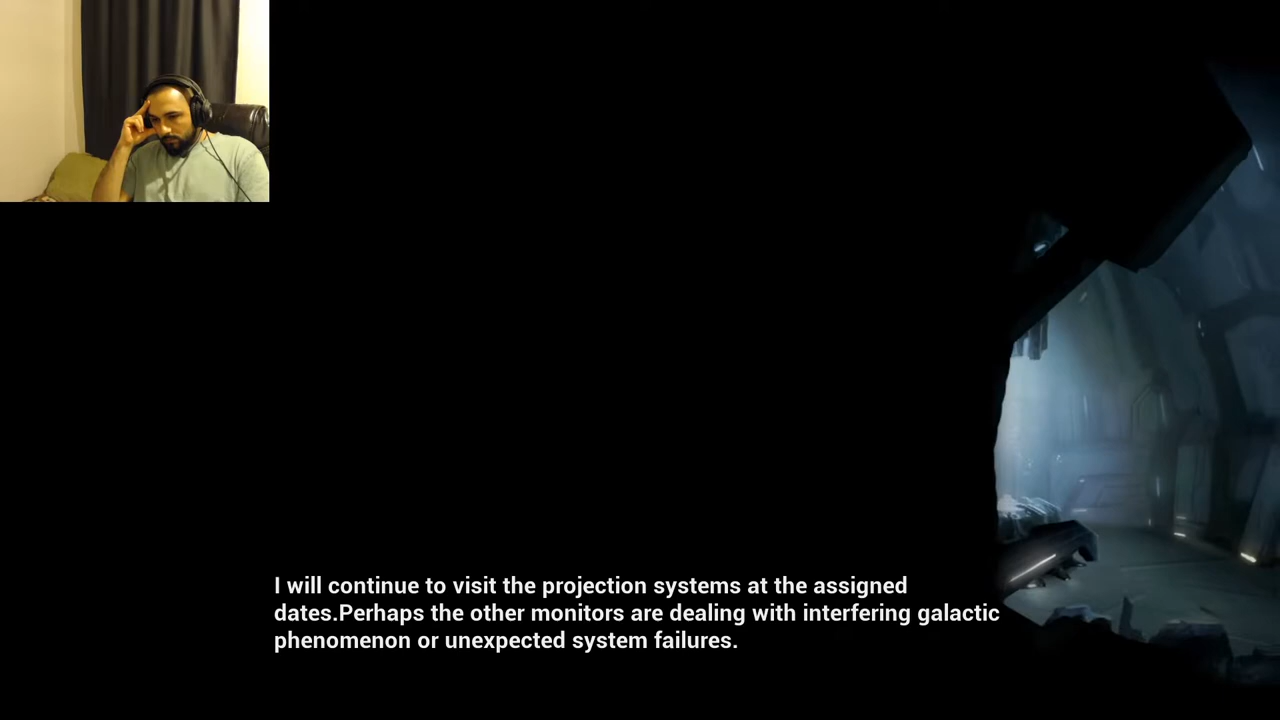 I will continue to visit the projection systems at the assigned
dates.Perhaps the other monitors are dealing with interfering galactic
phenomenon or unexpected system failures.